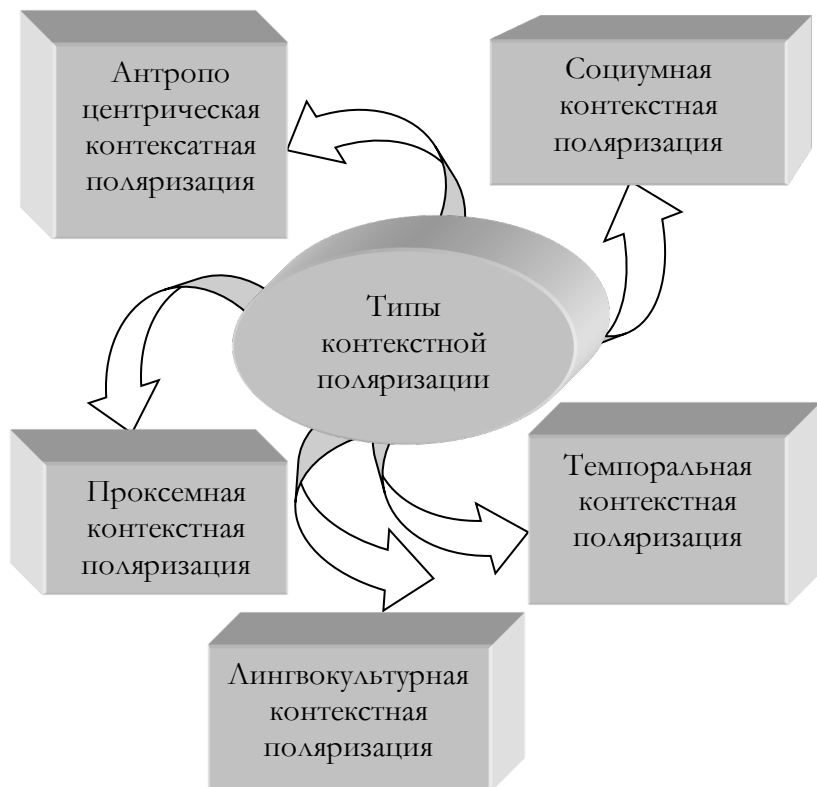 Антропо
центрическая
контексатная
поляризация
Социумная
контекстная
поляризация
Типы
контекстной
поляризации
Проксемная
контекстная
поляризация
Темпоральная
контекстная
поляризация
Лингвокультурная
контекстная
поляризация